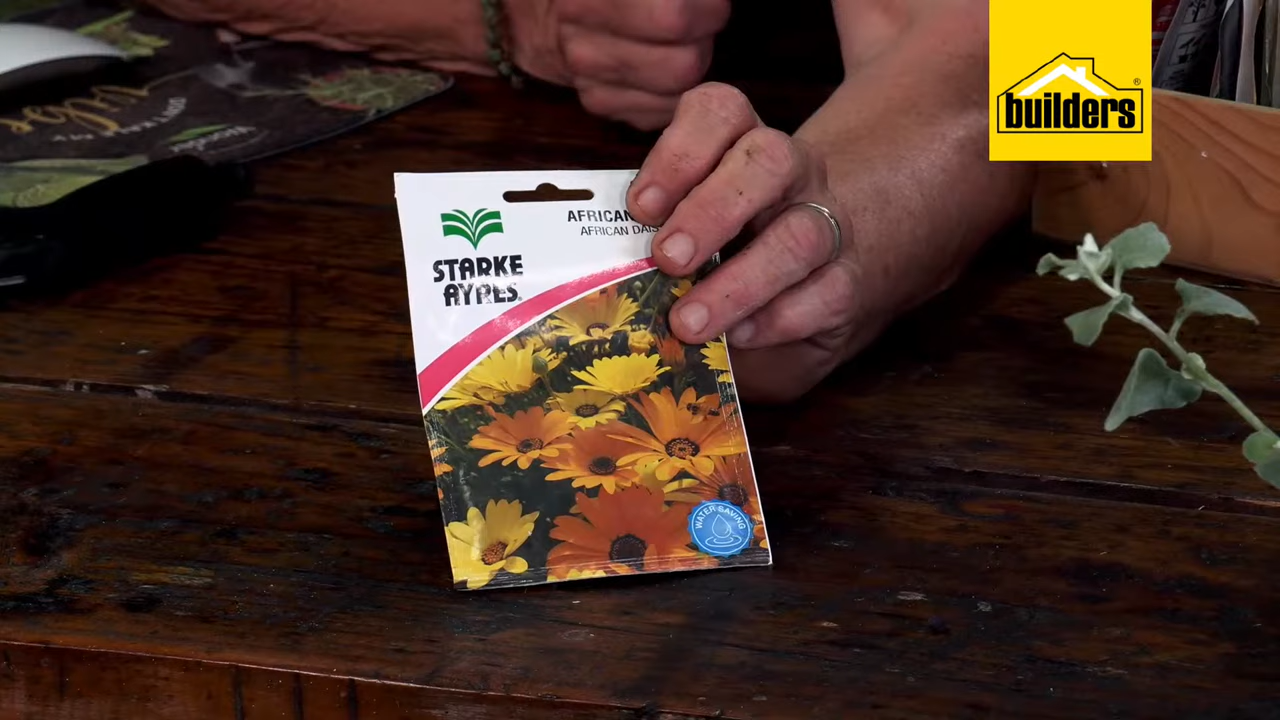 builders
®
STARKE
AYRES
AFRICAN
AFRICAN DAIS
WATER SAVING